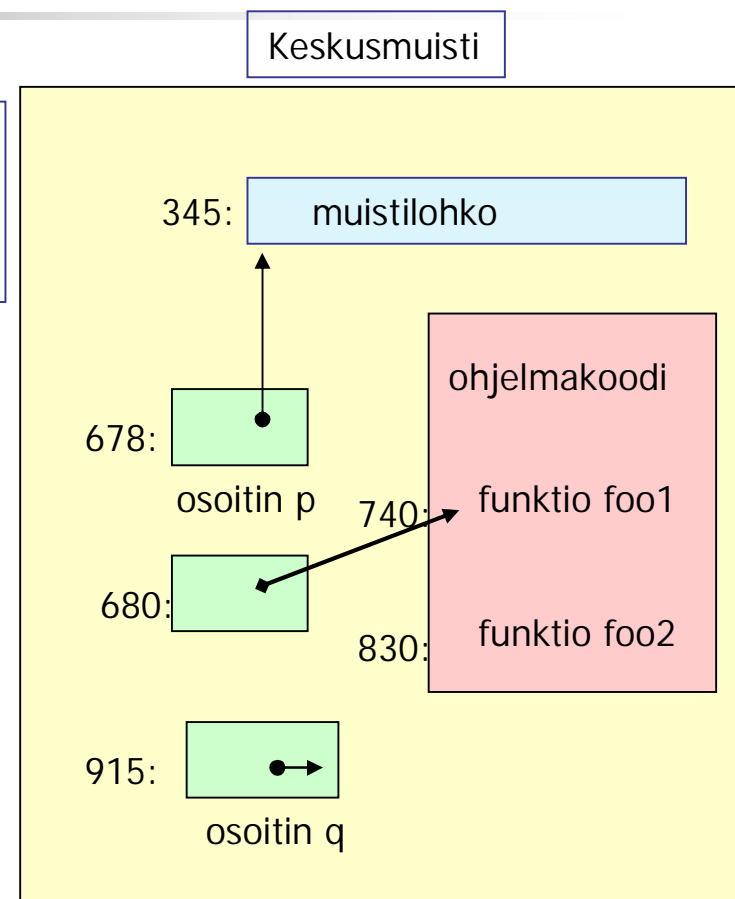 Keskusmuisti
345: muistilohko
ohjelmakoodi
678:
osoitin p
740: funktio foo1
680:
830: funktio foo2
915:
osoitin q